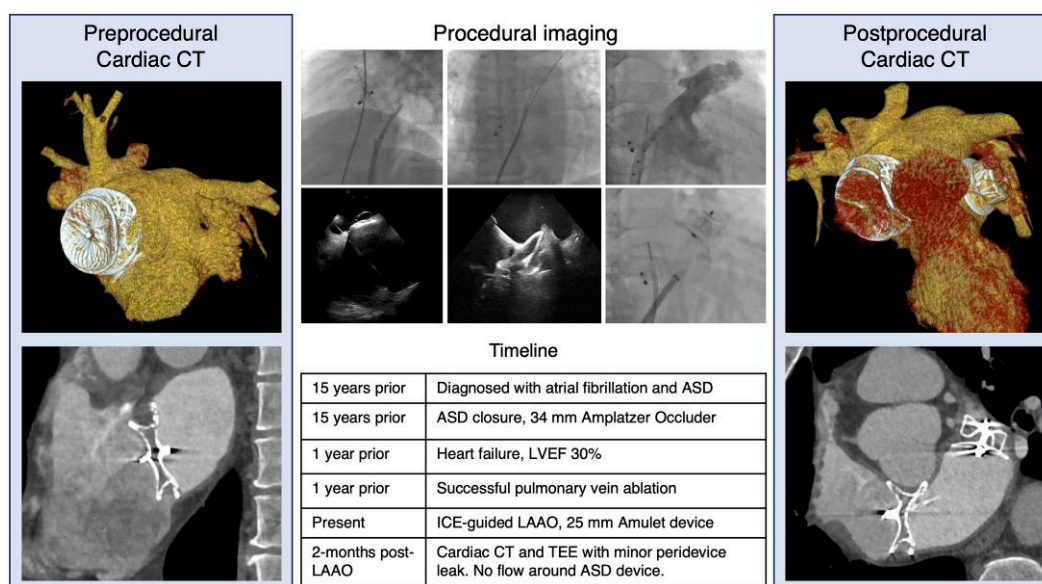 Preprocedural
Cardiac CT
Procedural imaging
Postprocedural
Cardiac CT
Timeline
15 years prior Diagnosed with atrial fibrillation and ASD
15 years prior ASD closure, 34 mm Amplatzer Occluder
1 year prior Heart failure, LVEF 30%
1 year prior Successful pulmonary vein ablation
Present ICE-guided LAAO, 25 mm Amulet device
2-months post- Cardiac CT and TEE with minor peridevice
LAAO leak. No flow around ASD device.